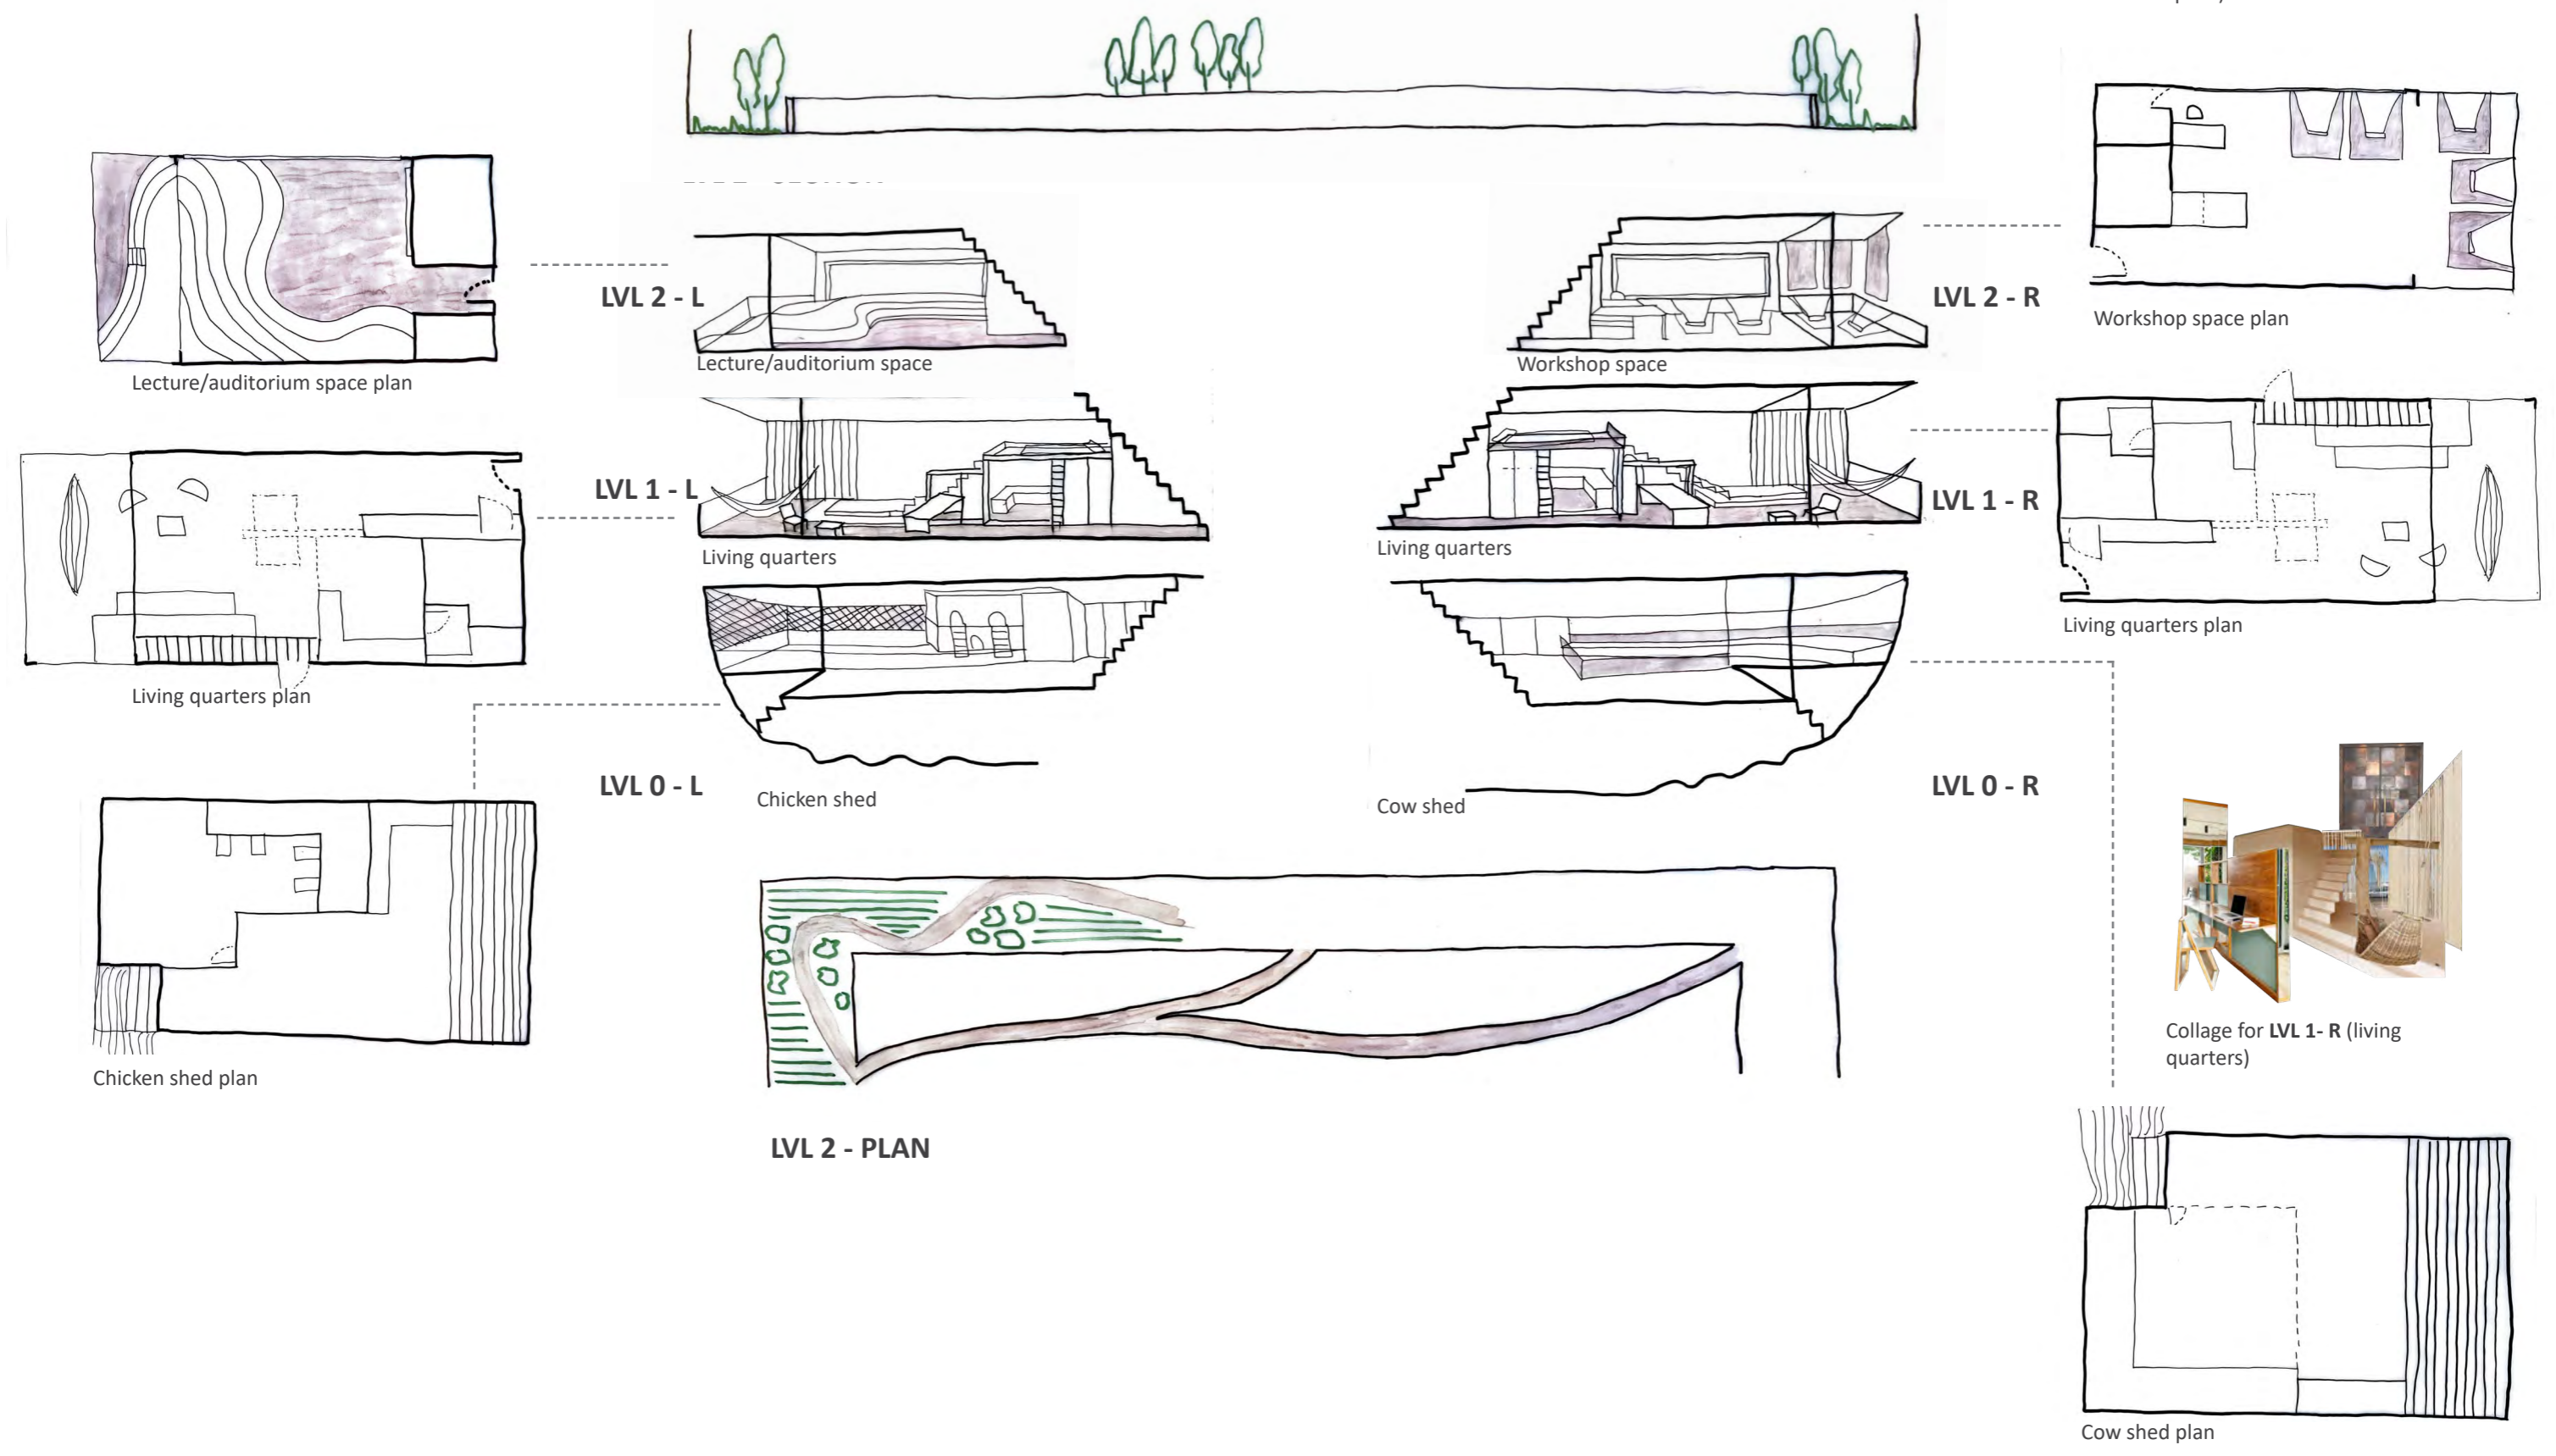 LVL 2 - L
LVL 2 - R
Workshop space plan
Lecture/auditorium space
Workshop space
Lecture/auditorium space plan
LVL 1 - L
LVL 1 - R
Living quarters
Living quarters
Living quarters plan
Living quarters plan
LVL 0 - L
Chicken shed
Cow shed
LVL 0 - R
Collage for LVL 1- R (living
quarters)
Chicken shed plan
LVL 2 - PLAN
Cow shed plan